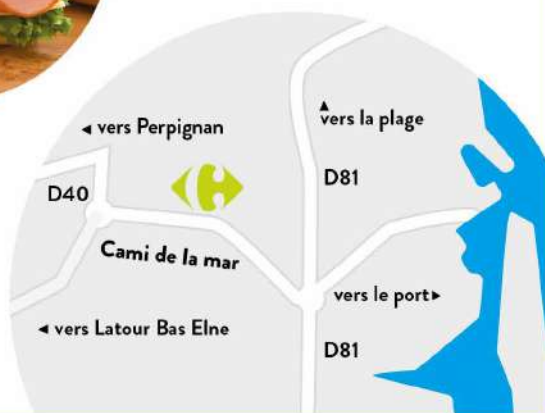 ◂ vers Perpignan
▴
vers la plage
D40
D81
Cami de la mar
vers le port▸
◂ vers Latour Bas Elne
D81